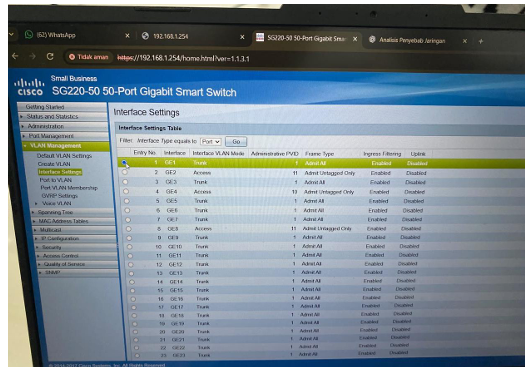 (62) WhatsApp
192.168.1.254
SG220-50 50-Port Gigabit Smar
Analisis Penyebab Jaringan
Tidak aman https://192.168.1.254/home.html?ver=1.1.3.1
Small Business
CISCO SG220-50 50-Port Gigabit Smart Switch
Getting Started
Status and Statistics
Administration
Port Management
VLAN Management
Default VLAN Settings
Create VLAN
Interface Settings
Port to VLAN
Port VLAN Membership
GVRP Settings
Voice VLAN
Spanning Tree
MAC Address Tables
Multicast
IP Configuration
Security
Access Control
Quality of Service
SNMP
Interface Settings
Interface Settings Table
Filter: Interface Type equals to Port Go
Entry No. Interface Interface VLAN Mode Administrative PVID Frame Type Ingress Filtering Uplink
1 GE1 Trunk 1 Admit All Enabled Disabled
2 GE2 Access 11 Admit Untagged Only Enabled Disabled
3 GE3 Trunk 1 Admit All Enabled Disabled
4 GE4 Access 13 Admit Untagged Only Enabled Disabled
5 GE5 Trunk 1 Admit All Enabled Disabled
6 GE6 Trunk 1 Admit All Enabled Disabled
7 GE7 Trunk 1 Admit All Enabled Disabled
8 GE8 Access 11 Admit Untagged Only Enabled Disabled
9 GE9 Trunk 1 Admit All Enabled Disabled
10 GE10 Trunk 1 Admit All Enabled Disabled
11 GE11 Trunk 1 Admit All Enabled Disabled
12 GE12 Trunk 1 Admit All Enabled Disabled
13 GE13 Trunk 1 Admit All Enabled Disabled
14 GE14 Trunk 1 Admit All Enabled Disabled
15 GE15 Trunk 1 Admit All Enabled Disabled
16 GE16 Trunk 1 Admit All Enabled Disabled
17 GE17 Trunk 1 Admit All Enabled Disabled
18 GE18 Trunk 1 Admit All Enabled Disabled
19 GE19 Trunk 1 Admit All Enabled Disabled
20 GE20 Trunk 1 Admit All Enabled Disabled
21 GE21 Trunk 1 Admit All Enabled Disabled
22 GE22 Trunk 1 Admit All Enabled Disabled
23 GE23 Trunk 1 Admit All Enabled Disabled
Cisco Systems, Inc. All Rights Reserved